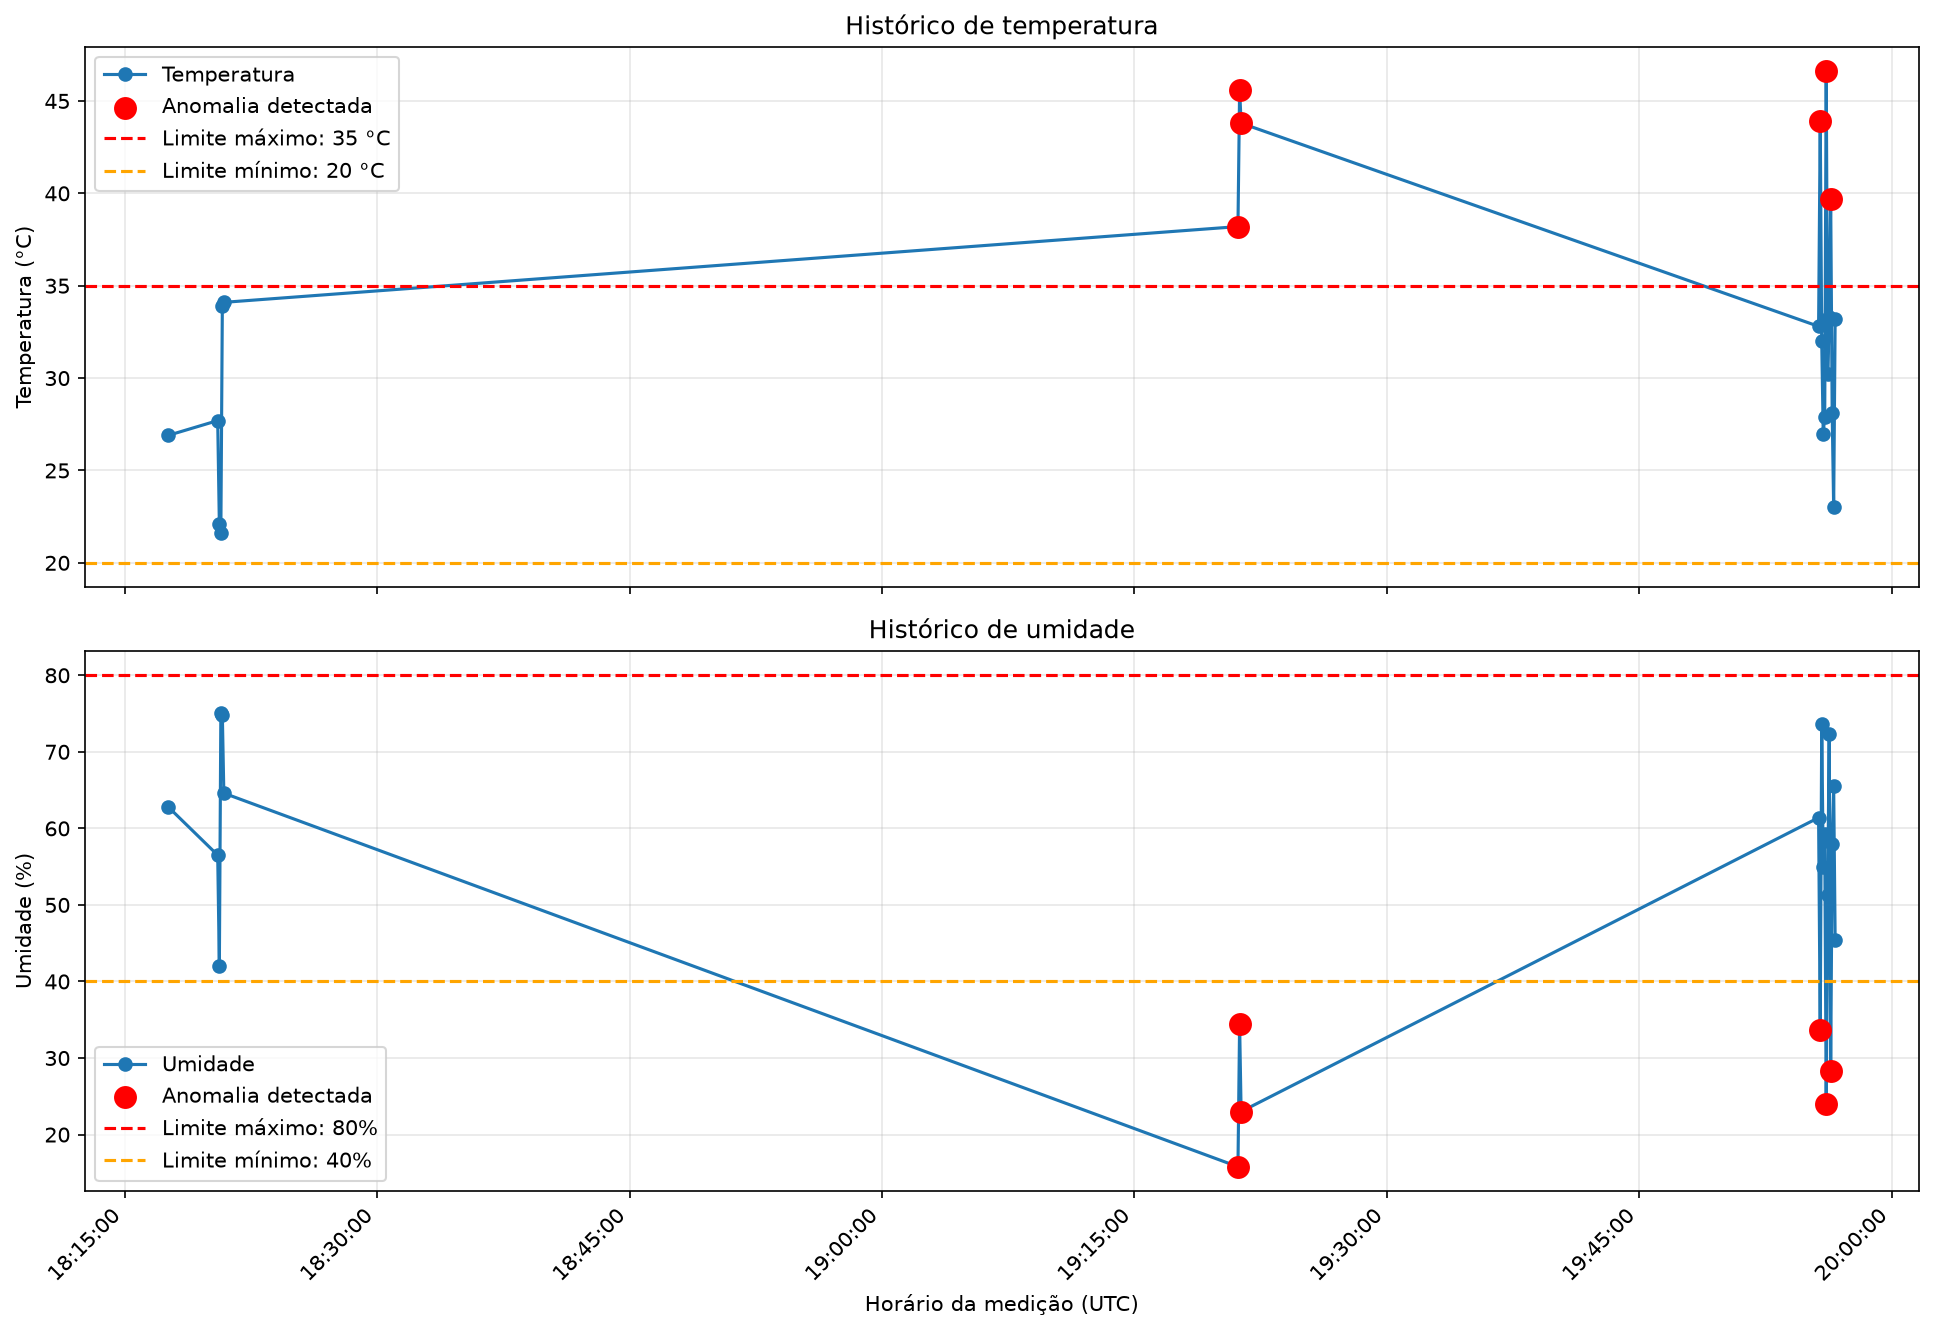 Histórico de temperatura
Temperatura
Anomalia detectada
Limite máximo: 35 °C
Limite mínimo: 20 °C
Temperatura (°C)
45
40
35
30
25
20
Histórico de umidade
Umidade (%)
80
70
60
50
40
30
20
Umidade
Anomalia detectada
Limite máximo: 80%
Limite mínimo: 40%
18:15:00
18:30:00
18:45:00
19:00:00
19:15:00
19:30:00
19:45:00
20:00:00
Horário da medição (UTC)